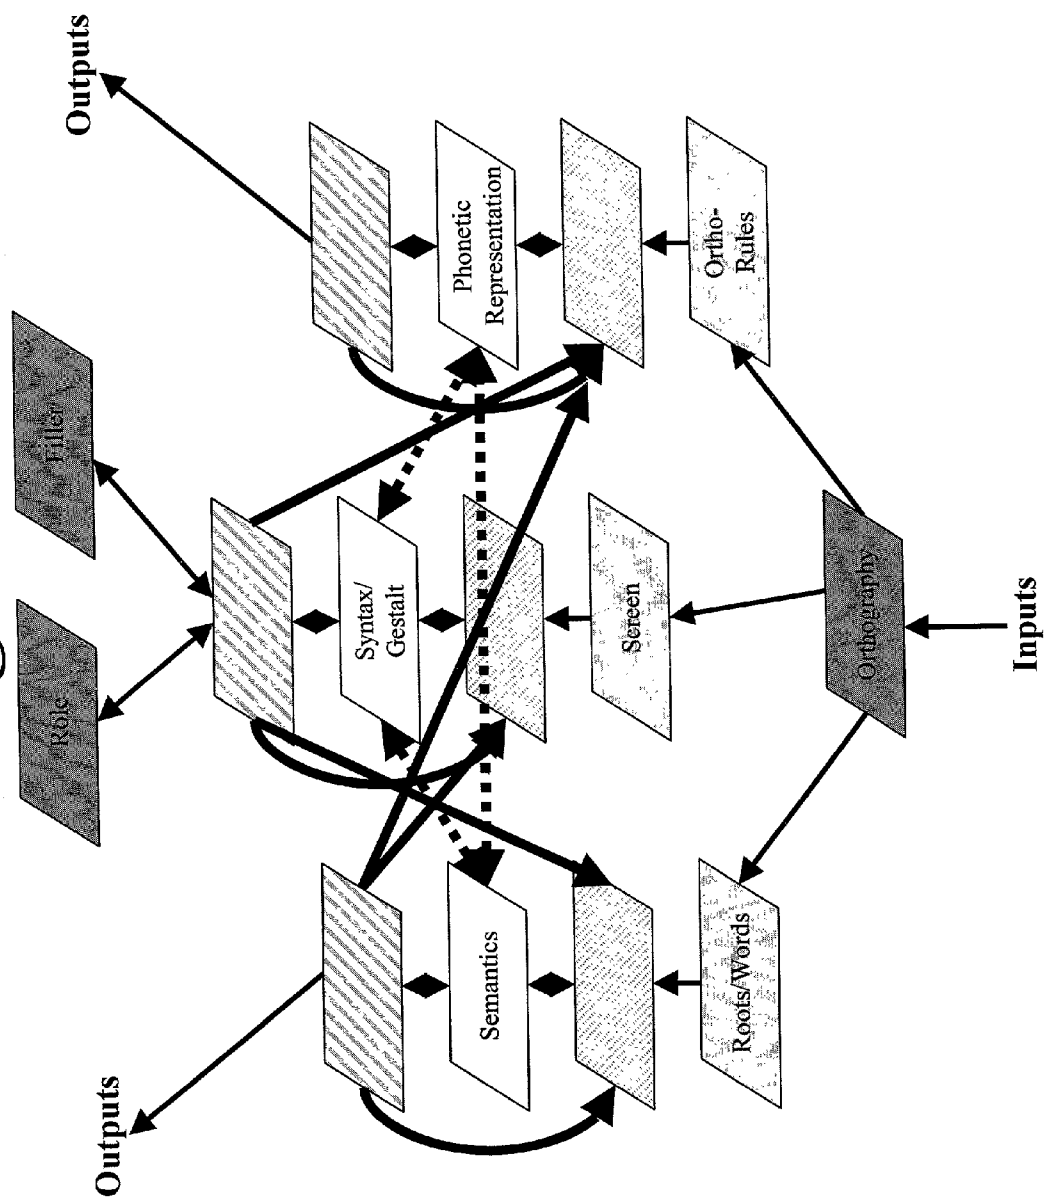 Outputs
Outputs
Role
Filler
Semantics
Syntax/
Gestalt
Phonetic
Representation
Roots/Words
Screen
Ortho-
Rules
Orthography
Inputs